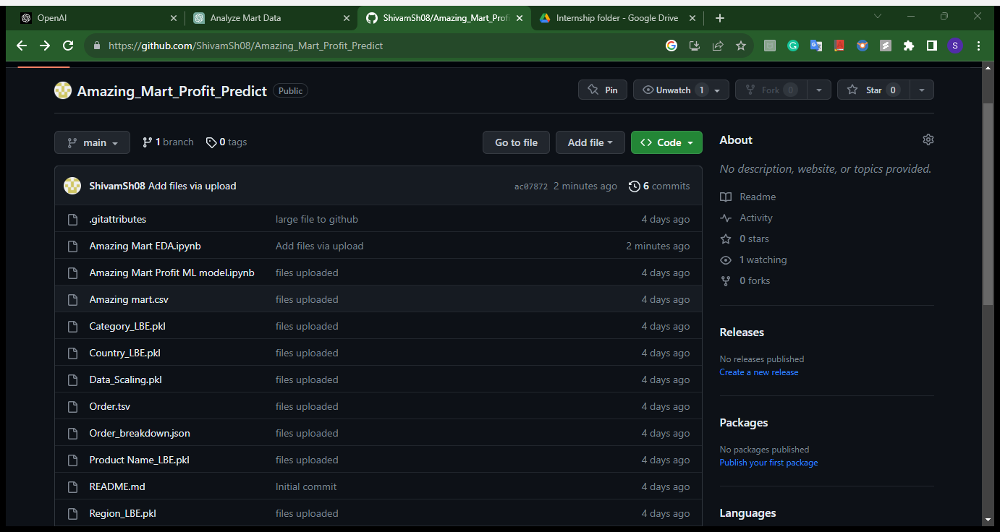 OpenAI
Analyze Mart Data
ShivamSh08/Amazing_Mart_Profi
Internship folder - Google Drive
https://github.com/ShivamSh08/Amazing_Mart_Profit_Predict
S
Amazing_Mart_Profit_Predict Public
Pin
Unwatch 1
Fork 0
Star 0
main
1 branch
0 tags
Go to file
Add file
<> Code
ShivamSh08 Add files via upload ac07872 2 minutes ago 6 commits
.gitattributes large file to github 4 days ago
Amazing Mart EDA.ipynb Add files via upload 2 minutes ago
Amazing Mart Profit ML model.ipynb files uploaded 4 days ago
Amazing mart.csv files uploaded 4 days ago
Category_LBE.pkl files uploaded 4 days ago
Country_LBE.pkl files uploaded 4 days ago
Data_Scaling.pkl files uploaded 4 days ago
Order.tsv files uploaded 4 days ago
Order_breakdown.json files uploaded 4 days ago
Product Name_LBE.pkl files uploaded 4 days ago
README.md Initial commit 4 days ago
Region_LBE.pkl files uploaded 4 days ago
About
No description, website, or topics provided.
Readme
Activity
0 stars
1 watching
0 forks
Releases
No releases published
Create a new release
Packages
No packages published
Publish your first package
Languages